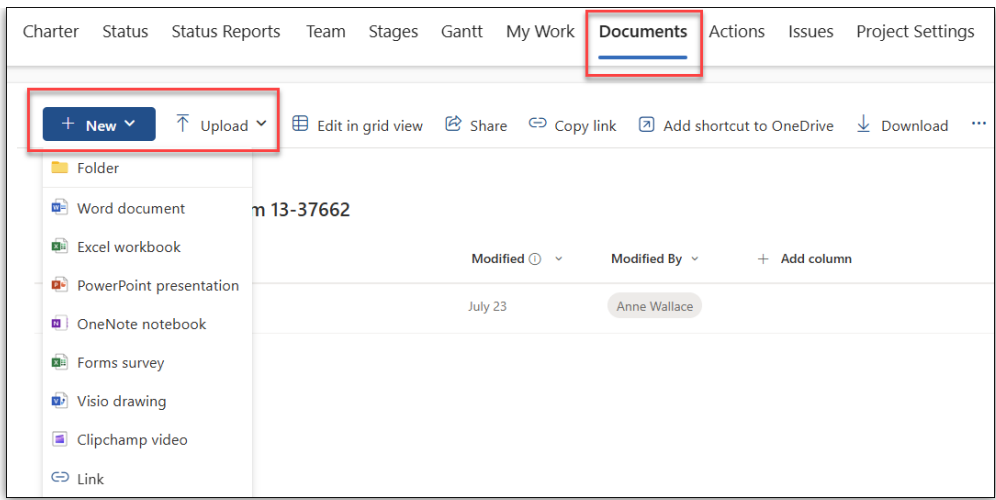 Charter Status Status Reports Team Stages Gantt My Work Documents Actions Issues Project Settings
+ New Upload Edit in grid view Share Copy link Add shortcut to OneDrive Download ...
Folder
Word document
m 13-37662
Excel workbook
Modified Modified By + Add column
PowerPoint presentation
July 23 Anne Wallace
OneNote notebook
Forms survey
Visio drawing
Clipchamp video
Link